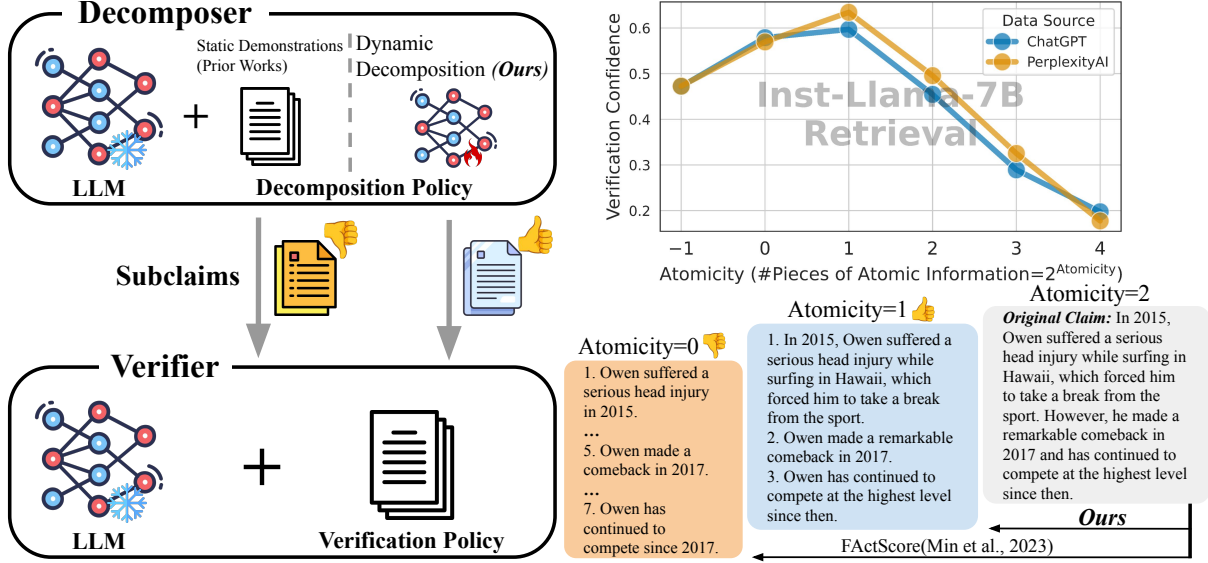 Decomposer
Static Demonstrations
(Prior Works)
Dynamic
Decomposition (Ours)
+
LLM
Decomposition Policy
Subclaims
Verifier
+
LLM
Verification Policy
Verification Confidence
0.6
0.5
0.4
0.3
0.2
Data Source
ChatGPT
PerplexityAI
Inst-Llama-7B
Retrieval
−1
0
1
2
3
4
Atomicity (#Pieces of Atomic Information=2^Atomicity)
Atomicity=0
1. Owen suffered a
serious head injury
in 2015.
...
5. Owen made a
comeback in 2017.
...
7. Owen has
continued to
compete since 2017.
Atomicity=1
1. In 2015, Owen suffered a
serious head injury while
surfing in Hawaii, which
forced him to take a break
from the sport.
2. Owen made a remarkable
comeback in 2017.
3. Owen has continued to
compete at the highest level
since then.
Atomicity=2
Original Claim: In 2015,
Owen suffered a serious
head injury while surfing in
Hawaii, which forced him
to take a break from the
sport. However, he made a
remarkable comeback in
2017 and has continued to
compete at the highest level
since then.
Ours
FActScore(Min et al., 2023)